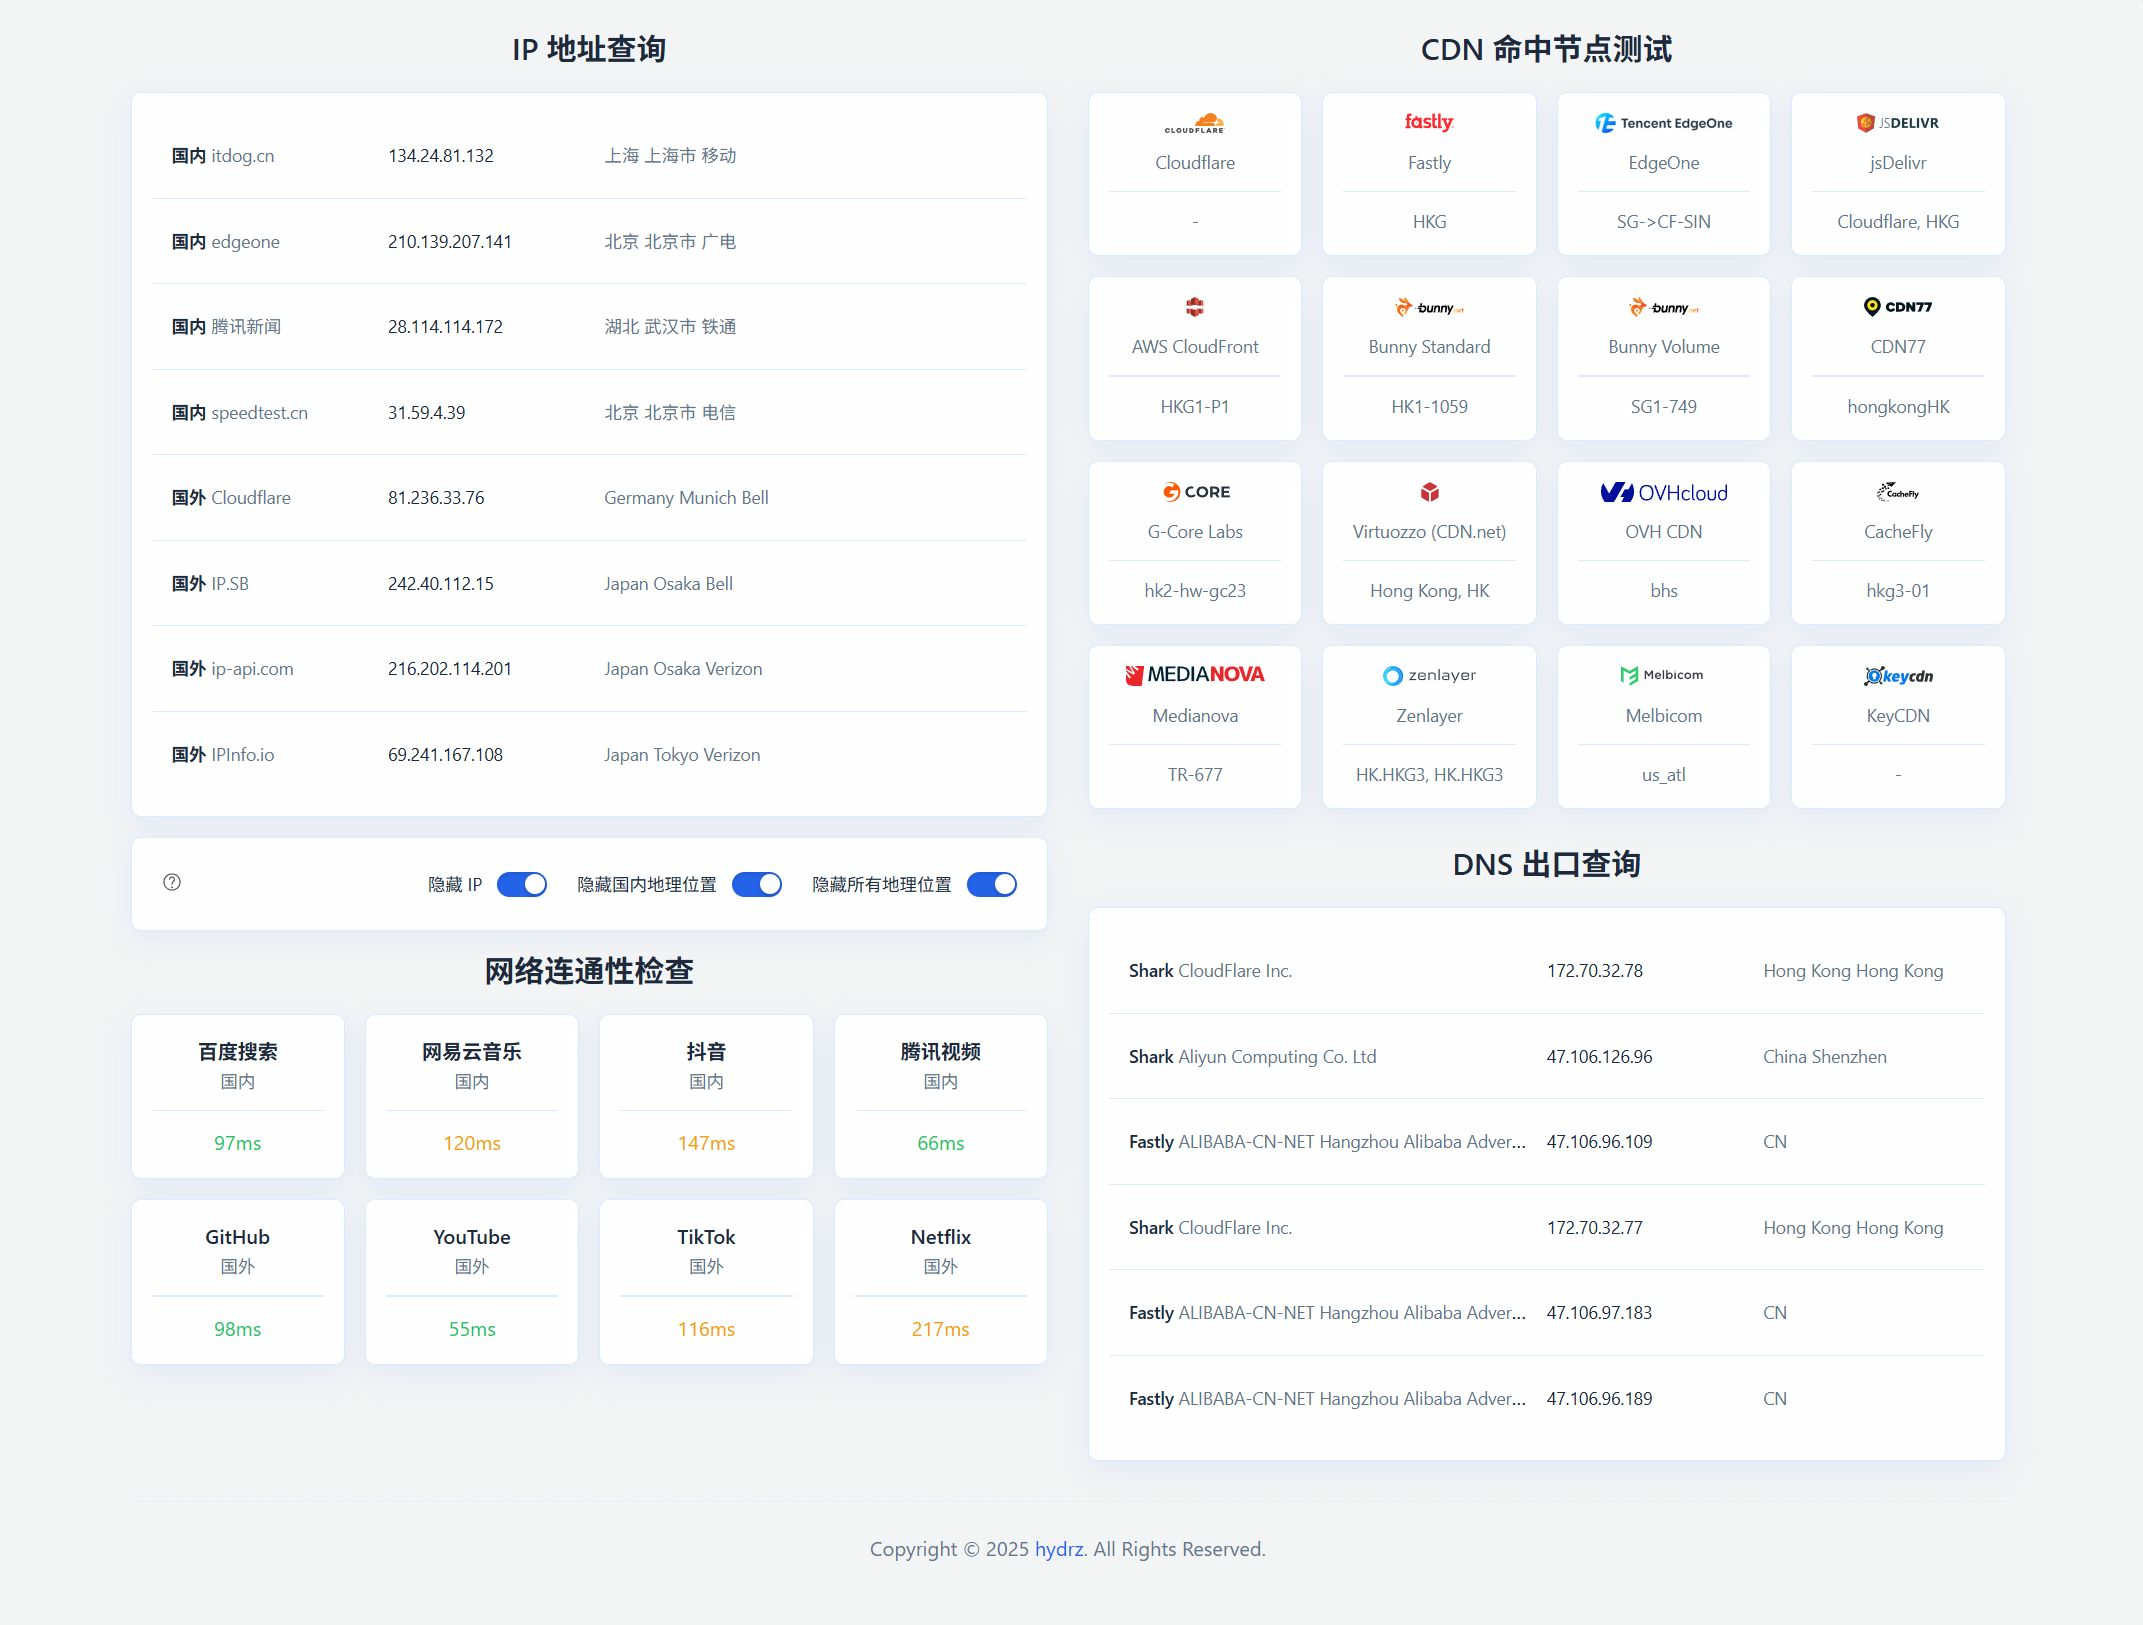 IP 地址查询
国内 itdog.cn 134.24.81.132 上海 上海市 移动
国内 edgeone 210.139.207.141 北京 北京市 广电
国内 腾讯新闻 28.114.114.172 湖北 武汉市 铁通
国内 speedtest.cn 31.59.4.39 北京 北京市 电信
国外 Cloudflare 81.236.33.76 Germany Munich Bell
国外 IP.SB 242.40.112.15 Japan Osaka Bell
国外 ip-api.com 216.202.114.201 Japan Osaka Verizon
国外 IPInfo.io 69.241.167.108 Japan Tokyo Verizon
隐藏 IP 隐藏国内地理位置 隐藏所有地理位置
网络连通性检查
百度搜索
国内
97ms
网易云音乐
国内
120ms
抖音
国内
147ms
腾讯视频
国内
66ms
GitHub
国外
98ms
YouTube
国外
55ms
TikTok
国外
116ms
Netflix
国外
217ms
CDN 命中节点测试
CLOUDFLARE
Cloudflare
-
fastly
Fastly
HKG
Tencent EdgeOne
EdgeOne
SG->CF-SIN
JSDELIVR
jsDelivr
Cloudflare, HKG
AWS CloudFront
HKG1-P1
bunny.net
Bunny Standard
HK1-1059
bunny.net
Bunny Volume
SG1-749
CDN77
CDN77
hongkongHK
CORE
G-Core Labs
hk2-hw-gc23
Virtuozzo (CDN.net)
Hong Kong, HK
OVHcloud
OVH CDN
bhs
CacheFly
CacheFly
hkg3-01
MEDIANOVA
Medianova
TR-677
zenlayer
Zenlayer
HK.HKG3, HK.HKG3
Melbicom
Melbicom
us_atl
keycdn
KeyCDN
-
DNS 出口查询
Shark CloudFlare Inc. 172.70.32.78 Hong Kong Hong Kong
Shark Aliyun Computing Co. Ltd 47.106.126.96 China Shenzhen
Fastly ALIBABA-CN-NET Hangzhou Alibaba Adver... 47.106.96.109 CN
Shark CloudFlare Inc. 172.70.32.77 Hong Kong Hong Kong
Fastly ALIBABA-CN-NET Hangzhou Alibaba Adver... 47.106.97.183 CN
Fastly ALIBABA-CN-NET Hangzhou Alibaba Adver... 47.106.96.189 CN
Copyright © 2025 hydrz. All Rights Reserved.